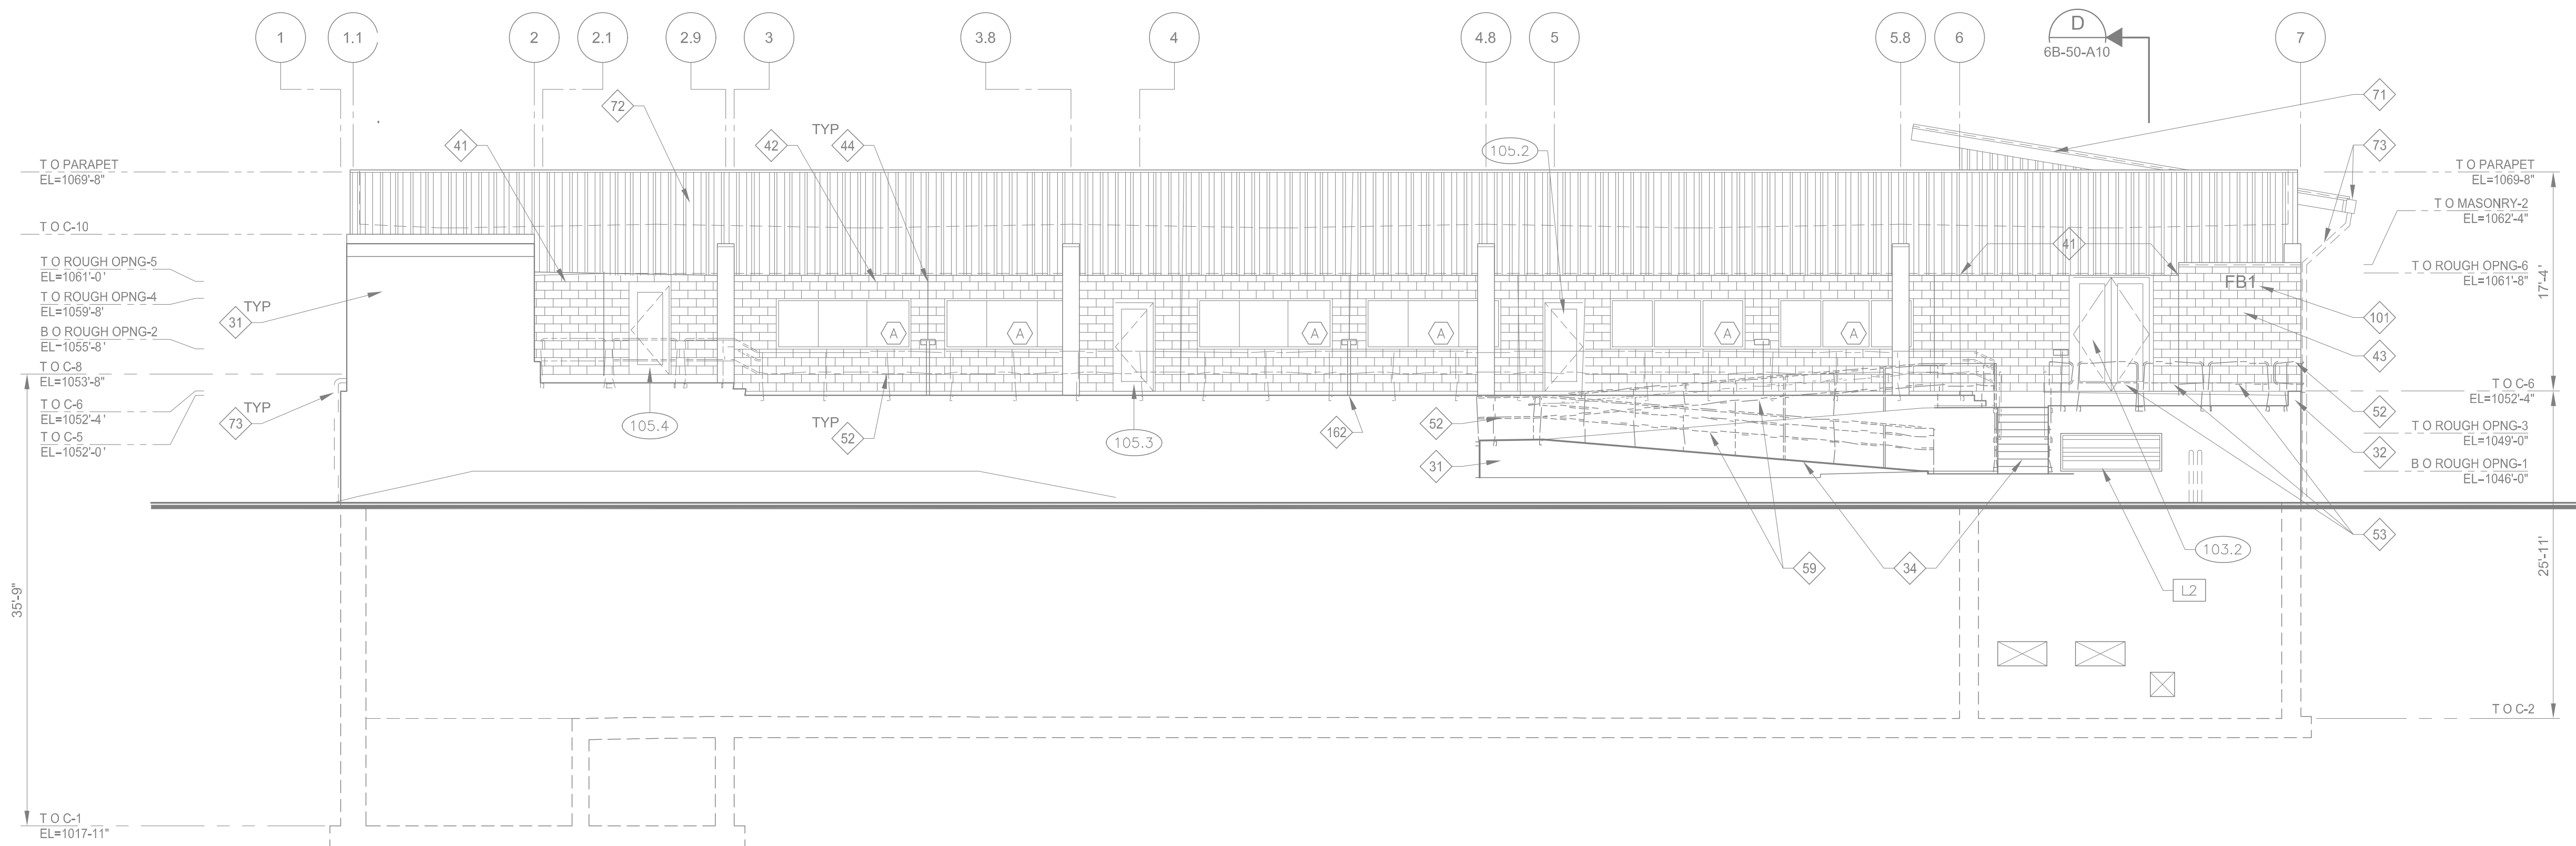 1
1.1
2
2.1
2.9
3
3.8
4
4.8
5
5.8
6
D
6B-50-A10
7
72
71
TYP
41
42
44
105.2
73
T O PARAPET
EL=1069'-8"
T O PARAPET
EL=1069-8"
T O MASONRY-2
EL=1062'-4"
T O C-10
41
T O ROUGH OPNG-5
EL=1061'-0'
T O ROUGH OPNG-6
EL=1061'-8"
17'-4'
FB1
T O ROUGH OPNG-4
EL=1059'-8'
TYP
31
101
A
A
A
A
A
A
B O ROUGH OPNG-2
EL=1055'-8'
43
T O C-8
EL=1053'-8"
T O C-6
EL=1052'-4"
T O C-6
EL=1052'-4'
TYP
73
52
105.4
TYP
52
105.3
162
52
T O ROUGH OPNG-3
EL=1049'-0"
T O C-5
EL-1052'-0'
32
31
B O ROUGH OPNG-1
EL-1046'-0"
53
103.2
59
34
25'-11'
L2
35'-9"
T O C-2
T O C-1
EL=1017-11"